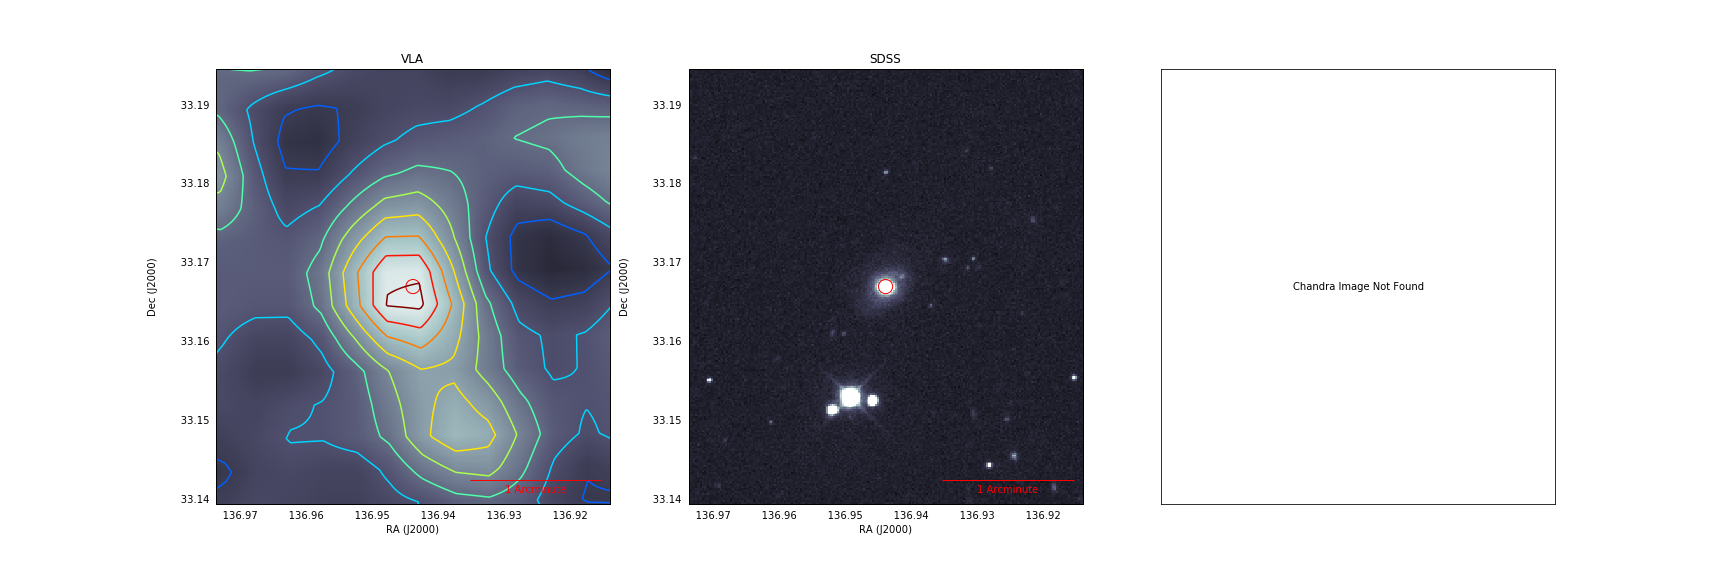 VLA
33.19
33.18
33.17
33.16
33.15
33.14
Dec (J2000)
136.97 136.96 136.95 136.94 136.93 136.92
RA (J2000)
1 Arcminute
SDSS
33.19
33.18
33.17
33.16
33.15
33.14
Dec (J2000)
136.97 136.96 136.95 136.94 136.93 136.92
RA (J2000)
1 Arcminute
Chandra Image Not Found